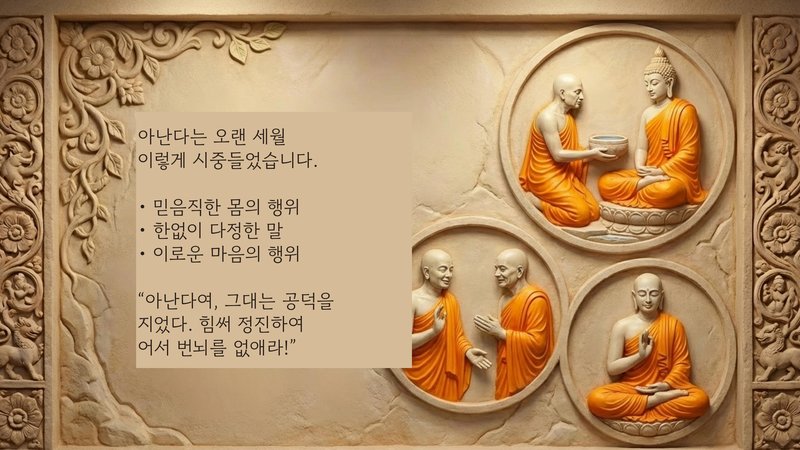 아난다는 오랜 세월
이렇게 시중들었습니다.
• 믿음직한 몸의 행위
• 한없이 다정한 말
• 이로운 마음의 행위
“아난다여, 그대는 공덕을
지었다. 힘써 정진하여
어서 번뇌를 없애라!”